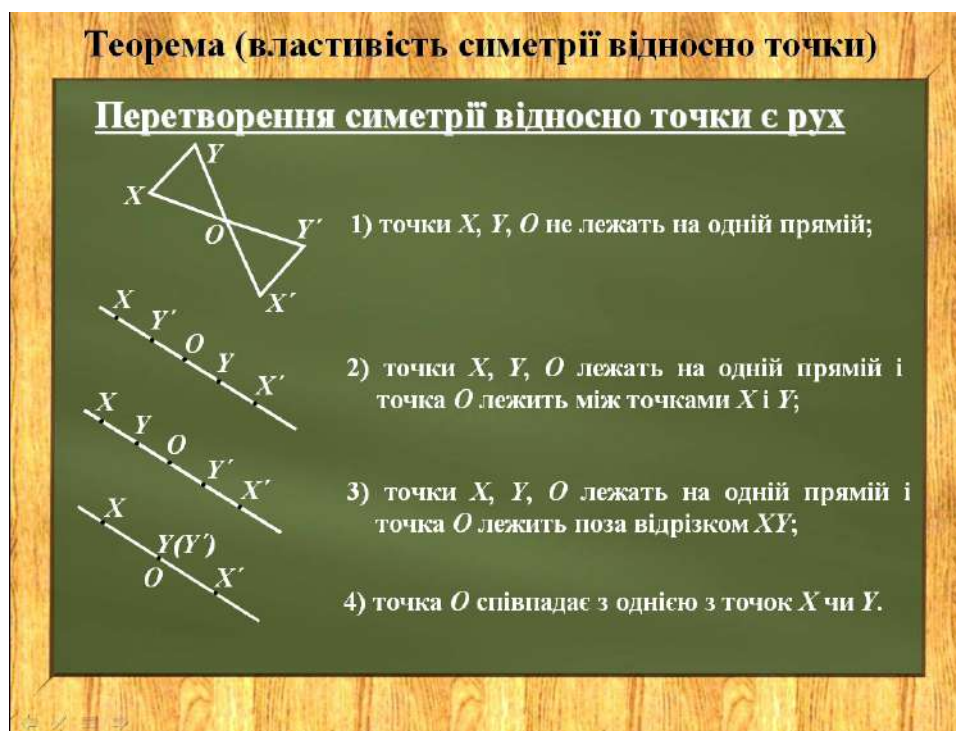 Теорема (властивість симетрії відносно точки)
Перетворення симетрії відносно точки є рух
Y
X
O
Y´
X´
1) точки X, Y, O не лежать на одній прямій;
X
Y´
O
Y
X´
2) точки X, Y, O лежать на одній прямій і
точка O лежить між точками X і Y;
X
Y
O
Y´
X´
3) точки X, Y, O лежать на одній прямій і
точка O лежить поза відрізком XY;
X
Y(Y´)
O
X´
4) точка O співпадає з однією з точок X чи Y.